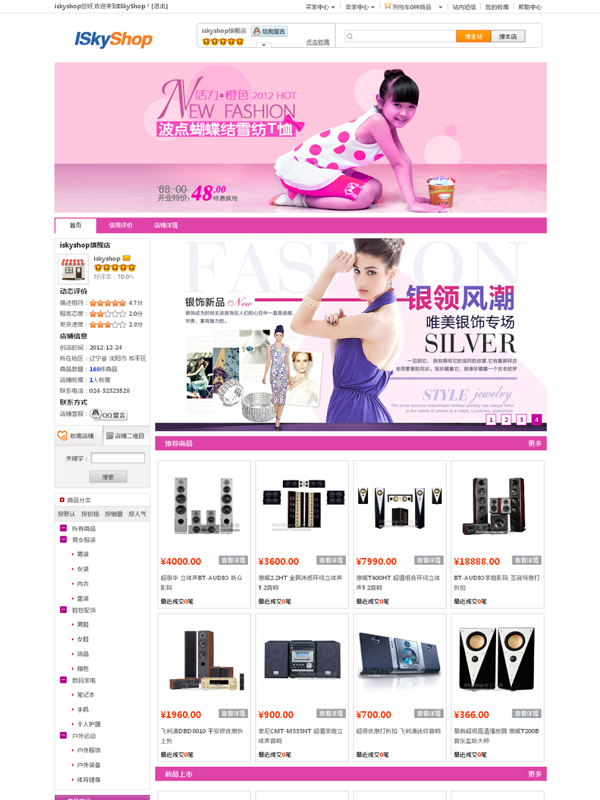 iskyshop您好,欢迎来到ISkyShop！[退出]
买家中心
卖家中心
购物车0件商品
站内短信
我的收藏
帮助中心
ISkyShop
iskyshop旗舰店
给我留言
点击收藏
搜全站
搜本店
活力·橙色 2012 HOT
NEW FASHION
波点蝴蝶结雪纺T恤
68.00
开业特价:48.00 特惠疯抢
首页
信用评价
店铺详情
iskyshop旗舰店
iskyshop
好评率：70.0%
动态评价
描述相符： 4.7分
服务态度： 2.0分
发货速度： 2.8分
店铺信息
创店时间：2012-12-24
所在地区：辽宁省 沈阳市 和平区
商品数量：168件商品
店铺收藏：1人收藏
联系电话：024-32523528
联系方式
店铺客服：
QQ留言
收藏店铺
店铺二维码
关键字：
搜索
商品分类
按默认
按价格
按销量
按人气
所有商品
男女服装
男装
女装
内衣
童装
鞋包配饰
男鞋
女鞋
饰品
箱包
数码家电
笔记本
手机
个人护理
户外运动
户外服饰
户外装备
体育健身
FASHION
银饰新品 New
银领风潮
唯美银饰专场
SILVER
STYLE jewelry
1 2 3 4
推荐商品
更多
¥4000.00
查看详情
¥3600.00
查看详情
¥7990.00
查看详情
¥18888.00
查看详情
超豪华 立体声BT-AUDIO 听众影院
惠威2.2HT 全鹅绒感环绕立体声5.2音响
惠威T600HT 超值组合环绕立体声5.2音响
BT-AUDIO家庭影院 圣诞特惠打折扣
最近成交0笔
最近成交0笔
最近成交0笔
最近成交0笔
¥1960.00
查看详情
¥900.00
查看详情
¥700.00
查看详情
¥366.00
查看详情
飞利浦DBD8010 平安夜优惠折上折
索尼CMT-M333NT 超值家庭立体声音响
超级优惠打折扣 飞利浦迷你音响
最新超级高清播放器 惠威T200B 音乐监听大师
最近成交0笔
最近成交0笔
最近成交0笔
最近成交0笔
新品上市
更多